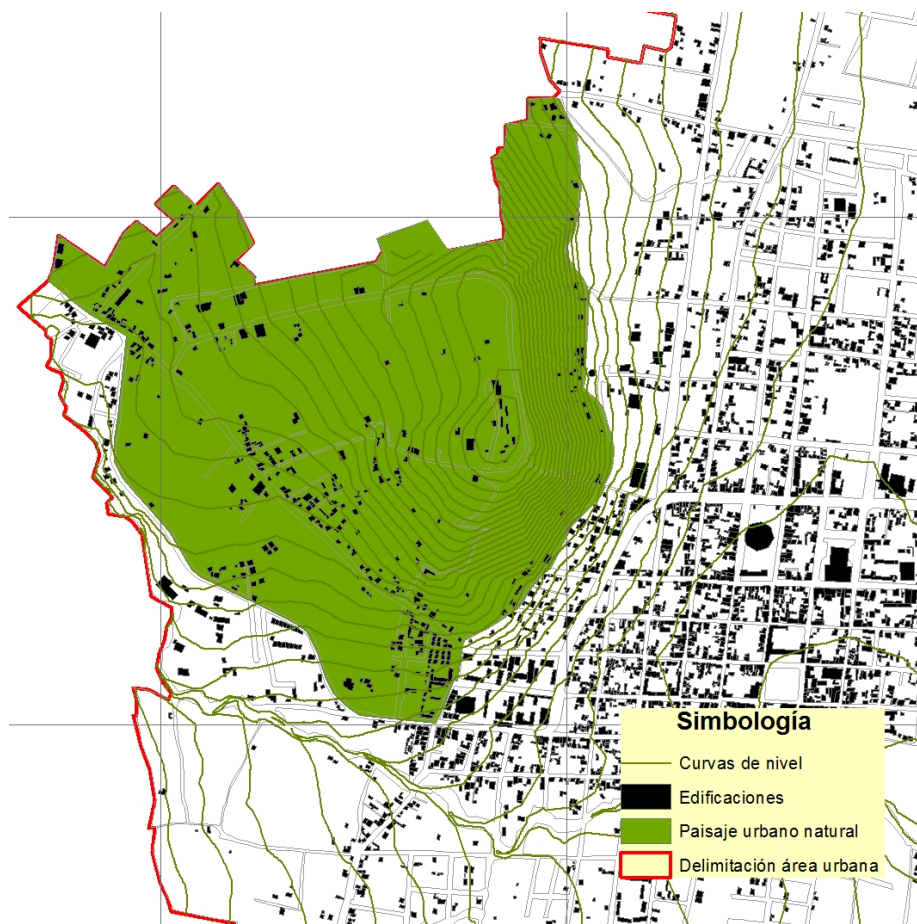 Simbología
Curvas de nivel
Edificaciones
Paisaje urbano natural
Delimitación área urbana